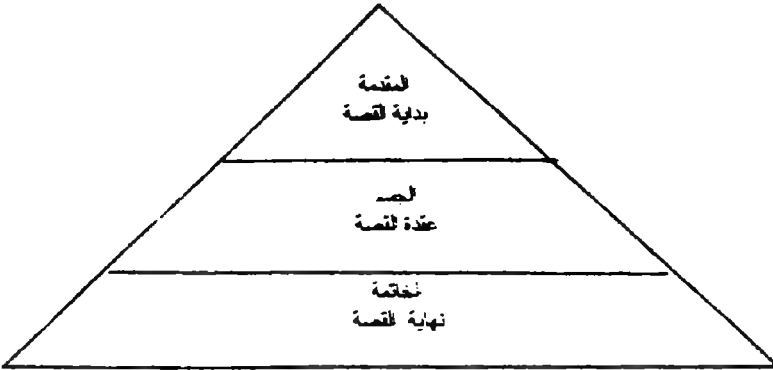 المقدمة
بداية القصة
الجسد
عقدة القصة
الخاتمة
نهاية القصة